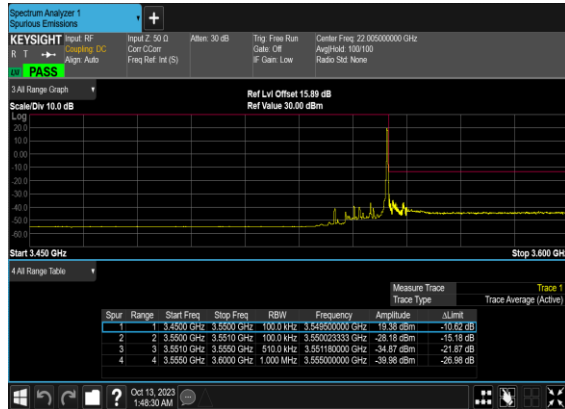 Spectrum Analyzer 1
Spurious Emissions
KEYSIGHT Input: RF Input Z: 50 Ω Atten: 30 dB Trig: Free Run Center Freq: 22.005000000 GHz
R T Coupling: DC Corr CCorr Gate: Off Avg|Hold: 100/100
Align: Auto Freq Ref: Int (S) IF Gain: Low Radio Std: None
PASS
3 All Range Graph
Ref Lvl Offset 15.89 dB
Scale/Div 10.0 dB Ref Value 30.00 dBm
Log
20.0
10.0
0.00
-10.0
-20.0
-30.0
-40.0
-50.0
-60.0
Start 3.450 GHz Stop 3.600 GH
4 All Range Table
Measure Trace Trace 1
Trace Type Trace Average (Active)
Spur Range Start Freq Stop Freq RBW Frequency Amplitude ΔLimit
1 1 3.4500 GHz 3.5500 GHz 100.0 kHz 3.549500000 GHz 19.38 dBm -10.62 dB
2 2 3.5500 GHz 3.5510 GHz 100.0 kHz 3.550023333 GHz -28.18 dBm -15.18 dB
3 3 3.5510 GHz 3.5550 GHz 510.0 kHz 3.551180000 GHz -34.87 dBm -21.87 dB
4 4 3.5550 GHz 3.6000 GHz 1.000 MHz 3.555000000 GHz -39.98 dBm -26.98 dB
Oct 13, 2023
1:48:30 AM